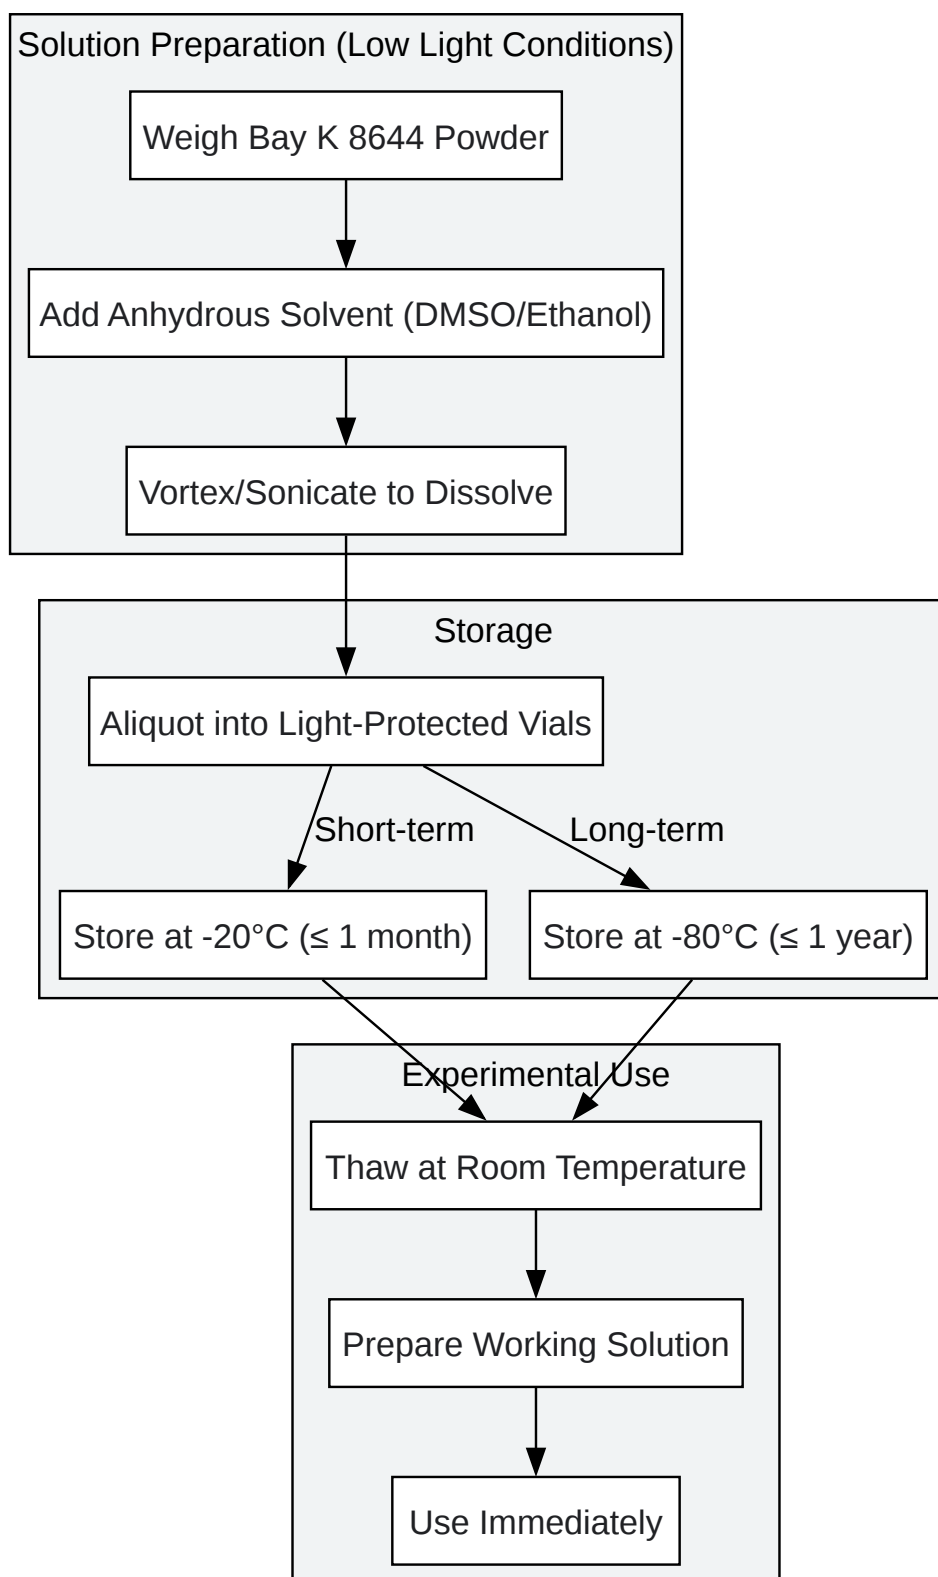 Solution Preparation (Low Light Conditions)
Weigh Bay K 8644 Powder
Add Anhydrous Solvent (DMSO/Ethanol)
Vortex/Sonicate to Dissolve
Storage
Aliquot into Light-Protected Vials
Short-term
Long-term
Store at -20°C (≤ 1 month)
Store at -80°C (≤ 1 year)
Experimental Use
Thaw at Room Temperature
Prepare Working Solution
Use Immediately